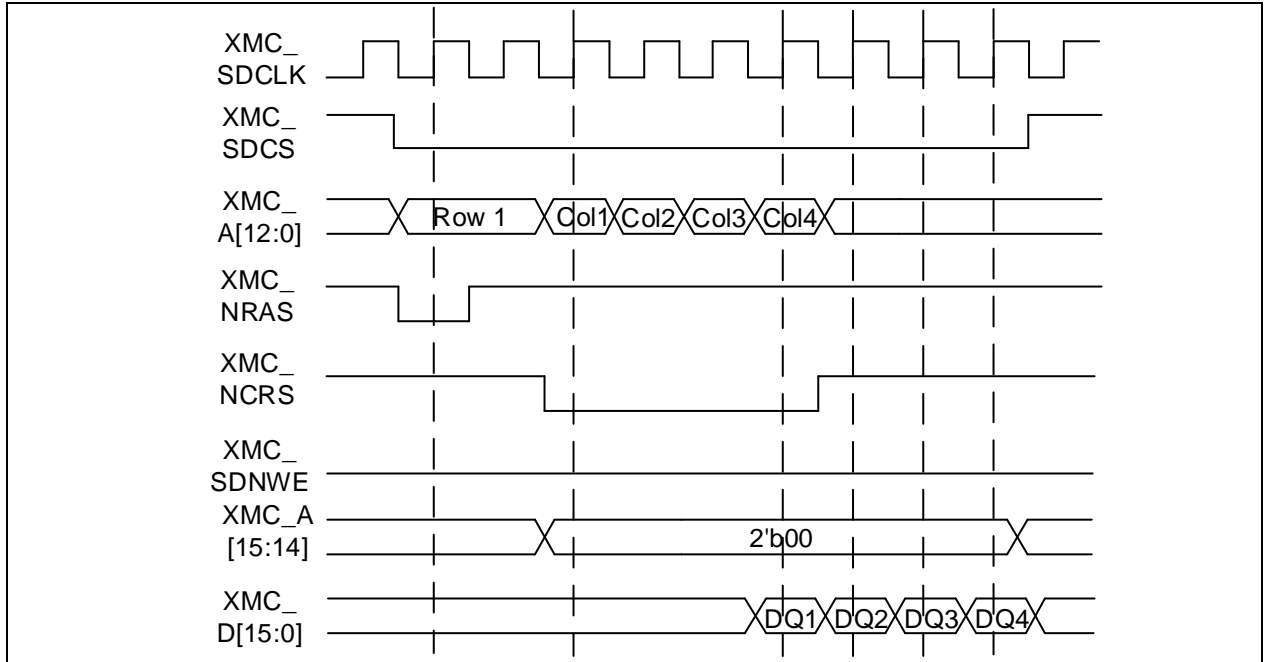 XMC_
SDCLK
XMC_
SDCS
XMC_
A[12:0]
Row 1 Col1 Col2 Col3 Col4
XMC_
NRAS
XMC_
NCRS
XMC_
SDNWE
XMC_A
[15:14]
2'b00
XMC_
D[15:0]
DQ1 DQ2 DQ3 DQ4